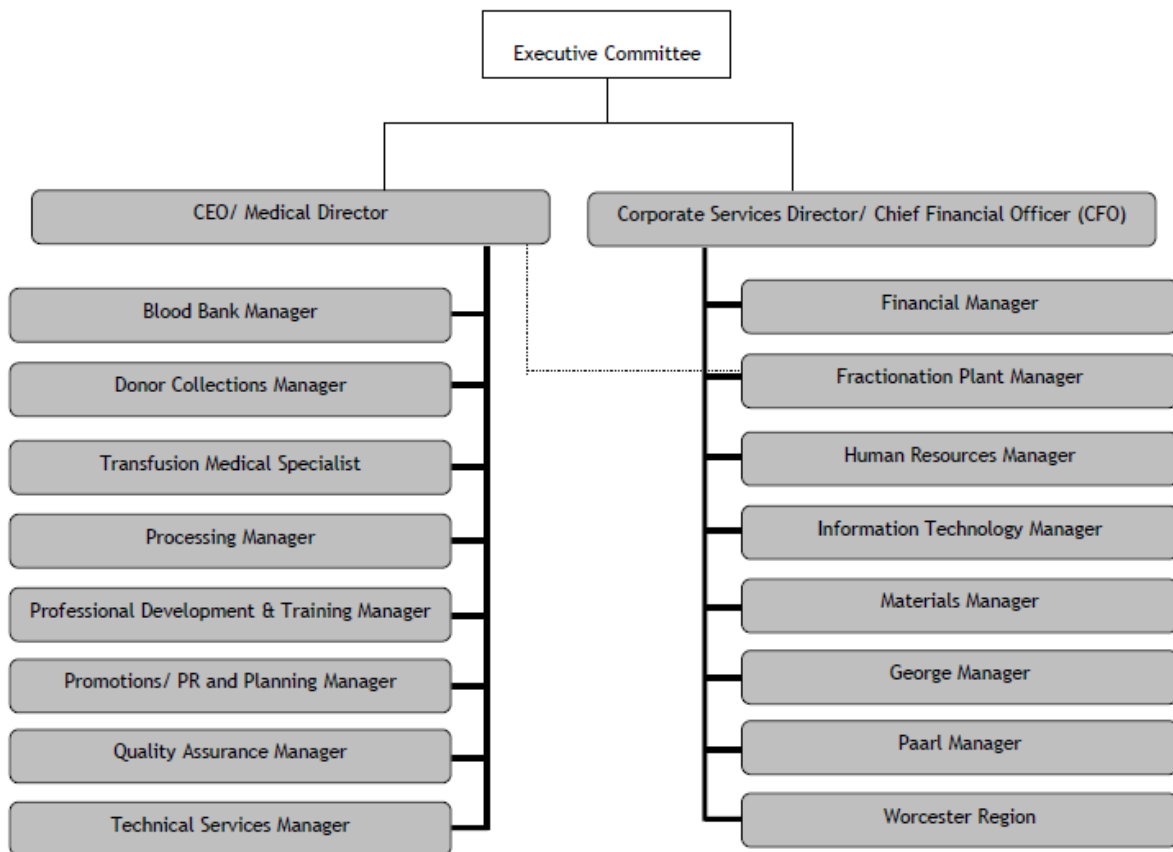 Executive Committee
CEO/ Medical Director
Corporate Services Director/ Chief Financial Officer (CFO)
Blood Bank Manager
Donor Collections Manager
Transfusion Medical Specialist
Processing Manager
Professional Development & Training Manager
Promotions/ PR and Planning Manager
Quality Assurance Manager
Technical Services Manager
Financial Manager
Fractionation Plant Manager
Human Resources Manager
Information Technology Manager
Materials Manager
George Manager
Paarl Manager
Worcester Region